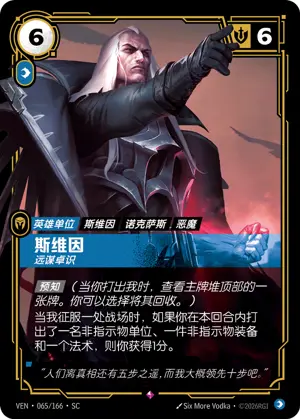 6
6
英雄单位 斯维因 诺克萨斯，恶魔
斯维因
远谋卓识
预知（当你打出我时，查看主牌堆顶部的一
张牌。你可以选择将其回收。）
当我征服一处战场时，如果你在本回合内打
出了一名非指示物单位、一件非指示物装备
和一个法术，则你获得1分。
“人们离真相还有五步之遥，而我大概领先十步吧。”
VEN • 065/166 • SC
Six More Vodka • ©2026RGI